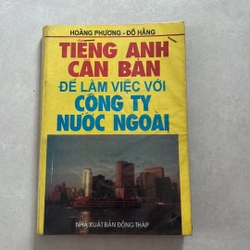 HOÀNG PHƯƠNG - ĐỖ HẰNG
TIẾNG ANH
CĂN BẢN
ĐỂ LÀM VIỆC VỚI
CÔNG TY
NƯỚC NGOÀI
NHÀ XUẤT BẢN ĐỒNG THÁP